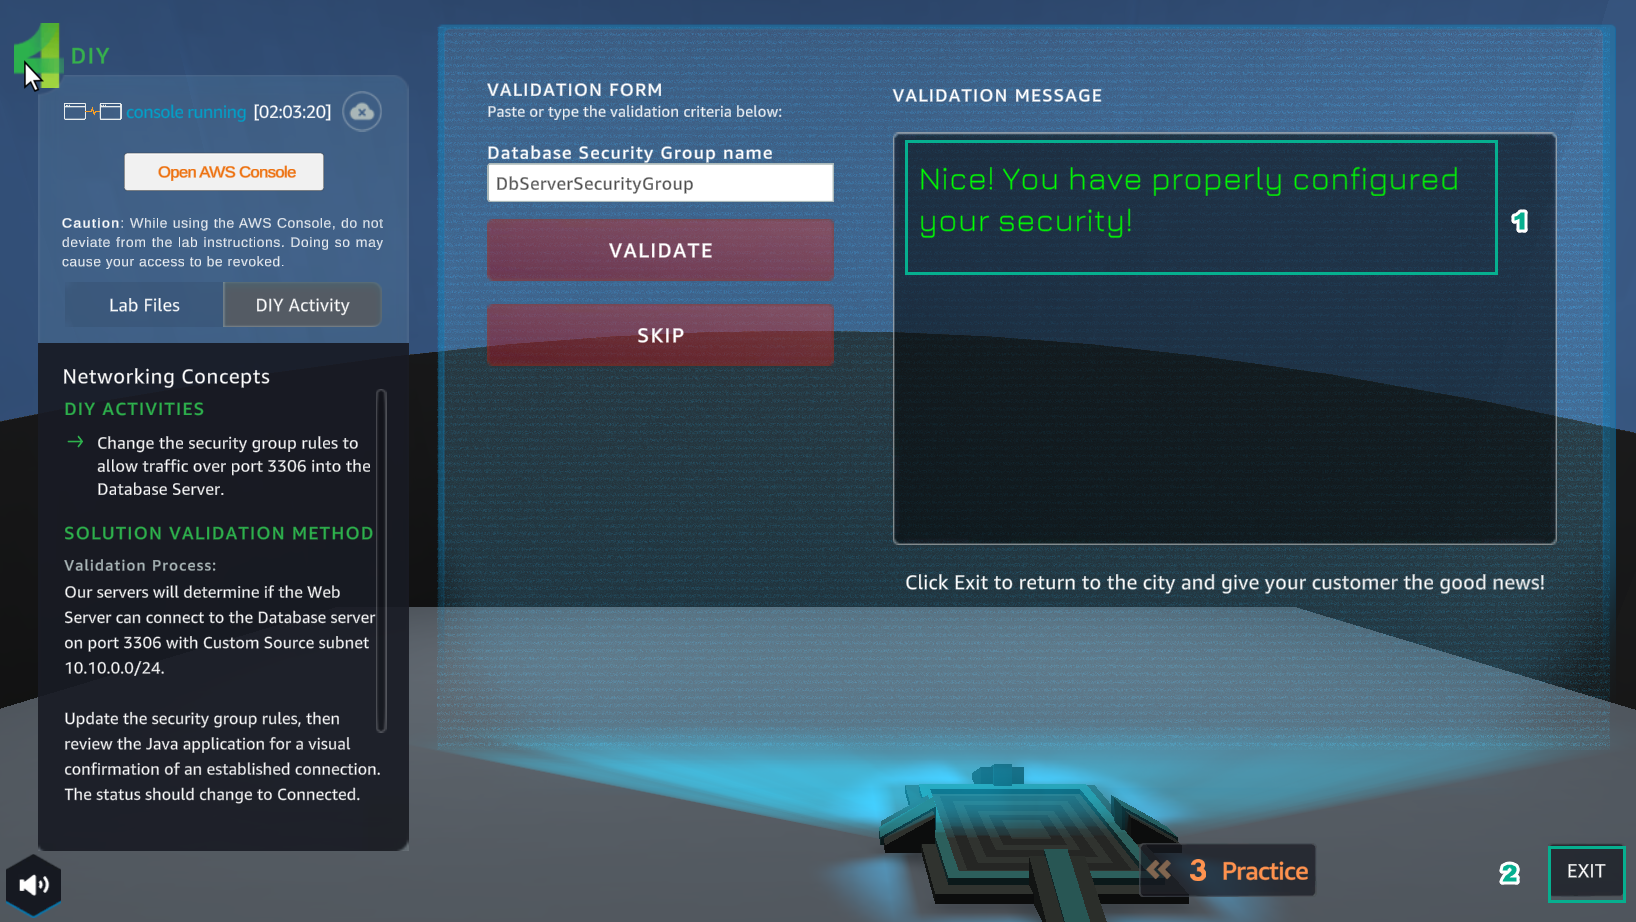 4 DIY
console running [02:03:20]
Open AWS Console
Caution: While using the AWS Console, do not
deviate from the lab instructions. Doing so may
cause your access to be revoked.
Lab Files
DIY Activity
Networking Concepts
DIY ACTIVITIES
→ Change the security group rules to
allow traffic over port 3306 into the
Database Server.
SOLUTION VALIDATION METHOD
Validation Process:
Our servers will determine if the Web
Server can connect to the Database server
on port 3306 with Custom Source subnet
10.10.0.0/24.
Update the security group rules, then
review the Java application for a visual
confirmation of an established connection.
The status should change to Connected.
VALIDATION FORM
Paste or type the validation criteria below:
Database Security Group name
DbServerSecurityGroup
VALIDATE
SKIP
VALIDATION MESSAGE
Nice! You have properly configured
your security!
1
Click Exit to return to the city and give your customer the good news!
3 Practice
2
EXIT